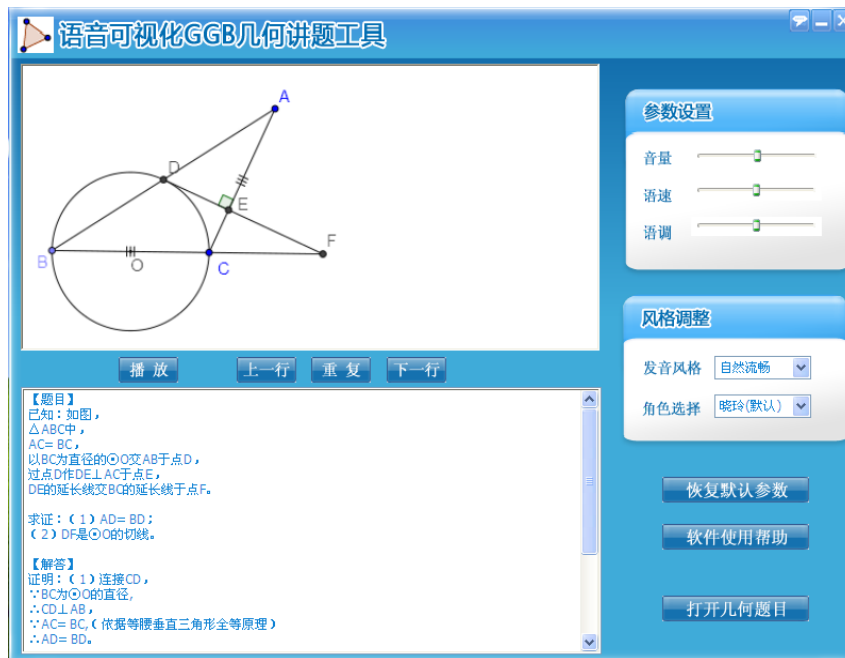 语音可视化GGB几何讲题工具
A
D
E
F
B
O
C
参数设置
音量
语速
语调
风格调整
发音风格 自然流畅
角色选择 晓玲(默认)
播 放 上一行 重 复 下一行
恢复默认参数
软件使用帮助
打开几何题目
【题目】
已知：如图，
△ABC中，
AC= BC，
以BC为直径的⊙O交AB于点D，
过点D作DE⊥AC于点E，
DE的延长线交BC的延长线于点F。
求证：（1）AD= BD；
（2）DF是⊙O的切线。
【解答】
证明：（1）连接CD，
∵BC为⊙O的直径,
∴CD⊥AB，
∵AC= BC,（依据等腰垂直三角形全等原理）
∴AD= BD。